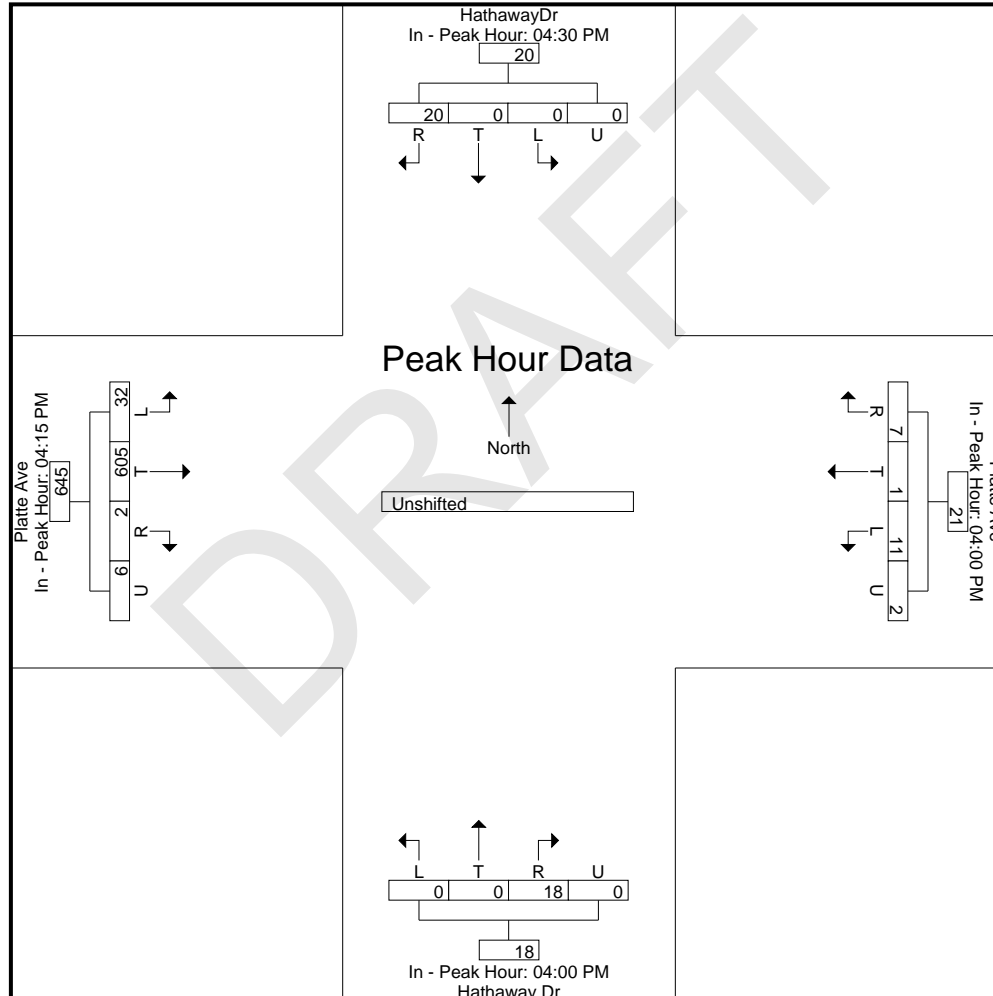 HathawayDr
In - Peak Hour: 04:30 PM
20
20 0 0 0
R T L U
Peak Hour Data
North
Unshifted
DRAFT
Platte Ave
In - Peak Hour: 04:15 PM
645
32 605 2 6
L T R U
Platte Ave
In - Peak Hour: 04:00 PM
21
7 1 11 2
R T L U
L T R U
0 0 18 0
18
In - Peak Hour: 04:00 PM
Hathaway Dr